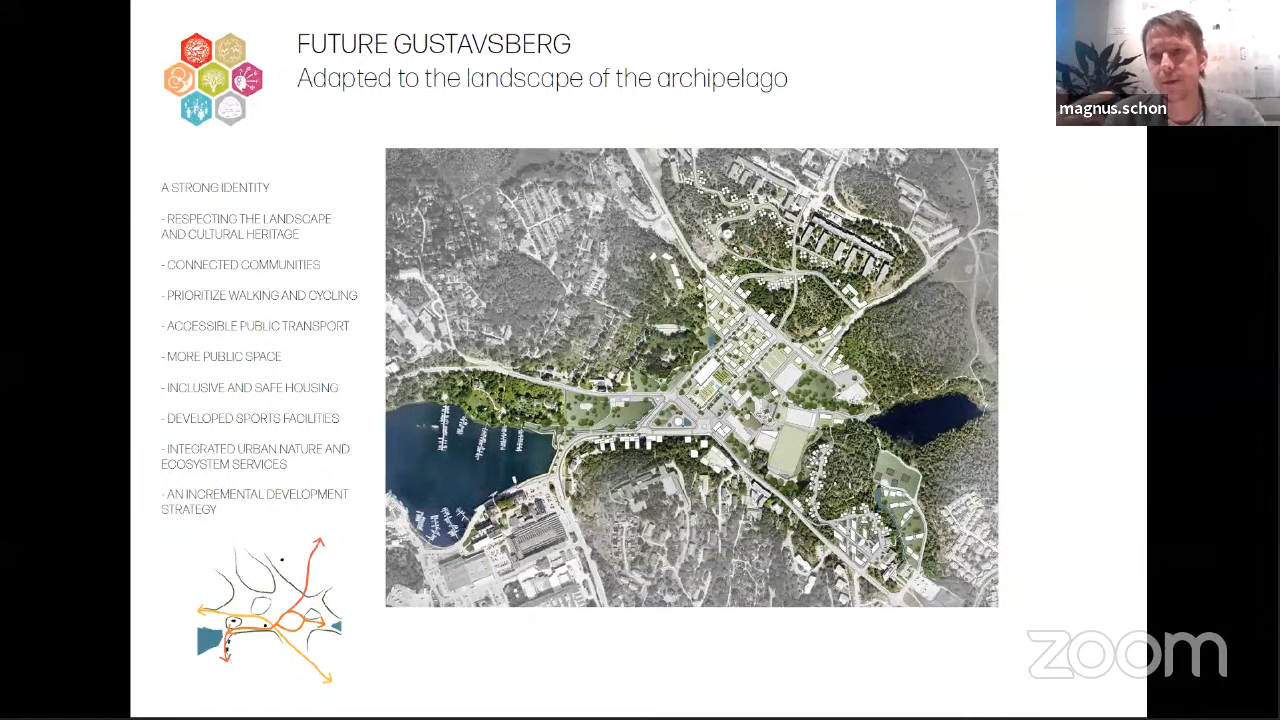 FUTURE GUSTAVSBERG
Adapted to the landscape of the archipelago
magnus.schon
A STRONG IDENTITY
- RESPECTING THE LANDSCAPE
AND CULTURAL HERITAGE
- CONNECTED COMMUNITIES
- PRIORITIZE WALKING AND CYCLING
- ACCESSIBLE PUBLIC TRANSPORT
- MORE PUBLIC SPACE
- INCLUSIVE AND SAFE HOUSING
- DEVELOPED SPORTS FACILITIES
- INTEGRATED URBAN NATURE AND
ECOSYSTEM SERVICES
- AN INCREMENTAL DEVELOPMENT
STRATEGY
zoom